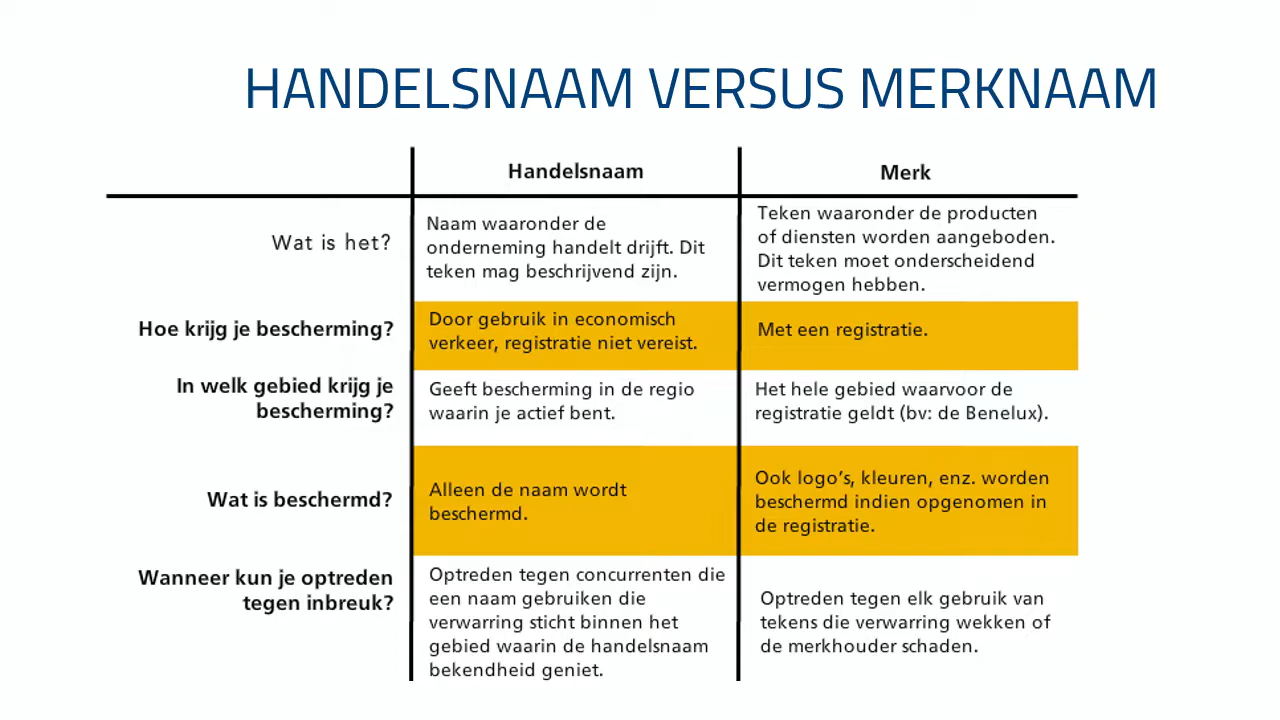 HANDELSNAAM VERSUS MERKNAAM
Handelsnaam
Merk
Wat is het?
Naam waaronder de
onderneming handelt drijft. Dit
teken mag beschrijvend zijn.
Teken waaronder de producten
of diensten worden aangeboden.
Dit teken moet onderscheidend
vermogen hebben.
Hoe krijg je bescherming?
Door gebruik in economisch
verkeer, registratie niet vereist.
Met een registratie.
In welk gebied krijg je
bescherming?
Geeft bescherming in de regio
waarin je actief bent.
Het hele gebied waarvoor de
registratie geldt (bv: de Benelux).
Wat is beschermd?
Alleen de naam wordt
beschermd.
Ook logo's, kleuren, enz. worden
beschermd indien opgenomen in
de registratie.
Wanneer kun je optreden
tegen inbreuk?
Optreden tegen concurrenten die
een naam gebruiken die
verwarring sticht binnen het
gebied waarin de handelsnaam
bekendheid geniet.
Optreden tegen elk gebruik van
tekens die verwarring wekken of
de merkhouder schaden.